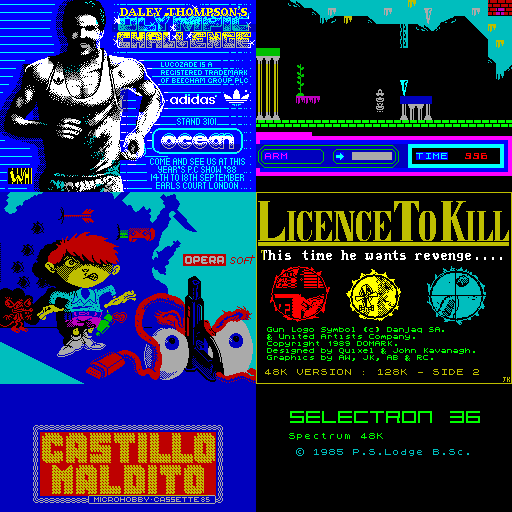 DALEY THOMPSON'S
OLYMPIC
CHALLENGE
LUCOZADE IS A
REGISTERED TRADEMARK
OF BEECHAM GROUP PLC
adidas
STAND 3101
ocean
COME AND SEE US AT THIS
YEAR'S P.C SHOW '88
14TH TO 18TH SEPTEMBER
EARLS COURT LONDON...
ARM
TIME 996
OPERA soft
LICENCE TO KILL
This time he wants revenge....
Gun Logo Symbol (c) Danjaq SA.
& United Artists Company.
Copyright 1989 DOMARK.
Designed by Quixel & John Kavanagh.
Graphics by AW, JK, AB & RC.
48K VERSION : 128K - SIDE 2
JK
CASTILLO
MALDITO
MICROHOBBY-CASSETTE 85
SELECTRON 36
Spectrum 48K
© 1985 P.S.Lodge B.Sc.